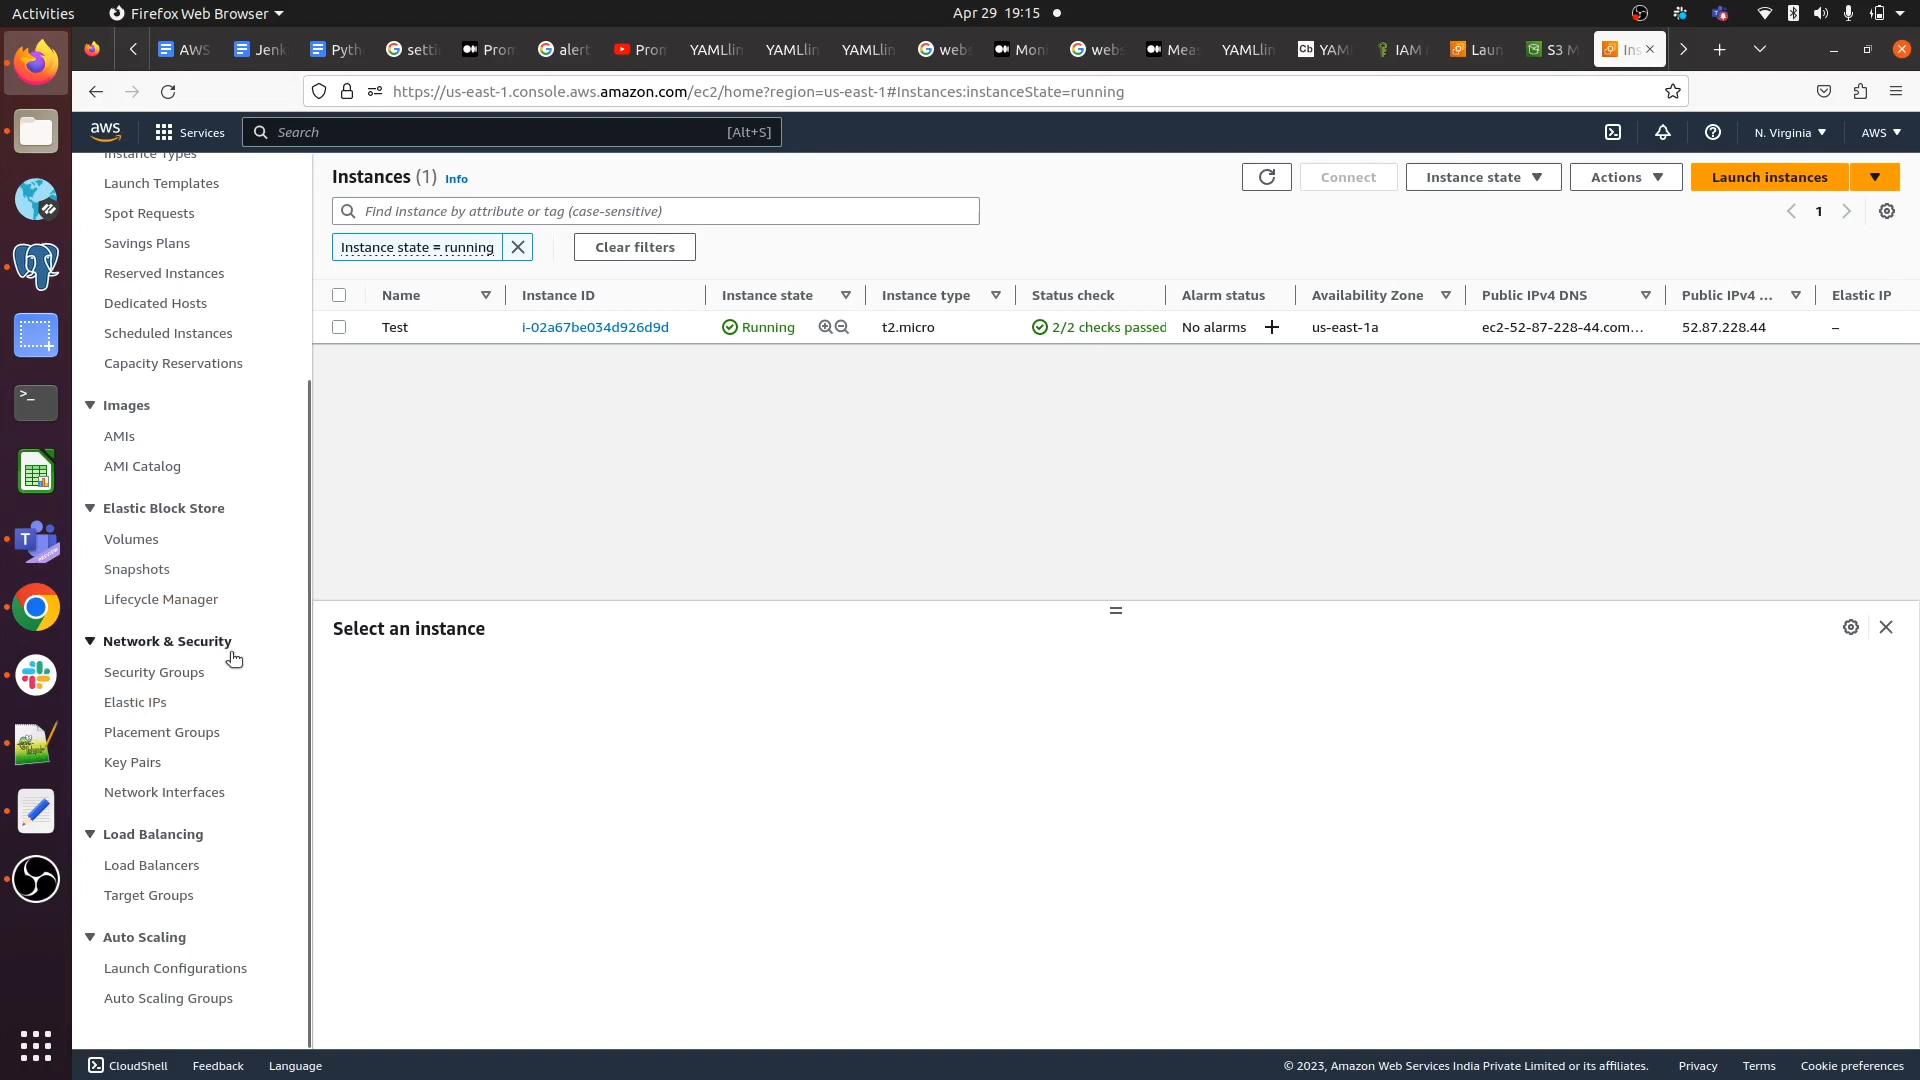 Activities
Firefox Web Browser
Apr 29 19:15
AWS
Jenk
Pyth
setti
Pron
alert
Pron
YAMLlin
YAMLlin
YAMLlin
webs
Moni
webs
Mea
YAMLlin
YAM
IAM
Laun
S3 M
Ins
https://us-east-1.console.aws.amazon.com/ec2/home?region=us-east-1#Instances:instanceState=running
aws
Services
Search
[Alt+S]
N. Virginia
AWS
Instance Types
Launch Templates
Spot Requests
Savings Plans
Reserved Instances
Dedicated Hosts
Scheduled Instances
Capacity Reservations
Images
AMIs
AMI Catalog
Elastic Block Store
Volumes
Snapshots
Lifecycle Manager
Network & Security
Security Groups
Elastic IPs
Placement Groups
Key Pairs
Network Interfaces
Load Balancing
Load Balancers
Target Groups
Auto Scaling
Launch Configurations
Auto Scaling Groups
Instances (1) Info
Connect
Instance state
Actions
Launch instances
Find instance by attribute or tag (case-sensitive)
1
Instance state = running
Clear filters
Name Instance ID Instance state Instance type Status check Alarm status Availability Zone Public IPv4 DNS Public IPv4 ... Elastic IP
Test i-02a67be034d926d9d Running t2.micro 2/2 checks passed No alarms + us-east-1a ec2-52-87-228-44.com... 52.87.228.44 –
Select an instance
CloudShell
Feedback
Language
© 2023, Amazon Web Services India Private Limited or its affiliates.
Privacy
Terms
Cookie preferences